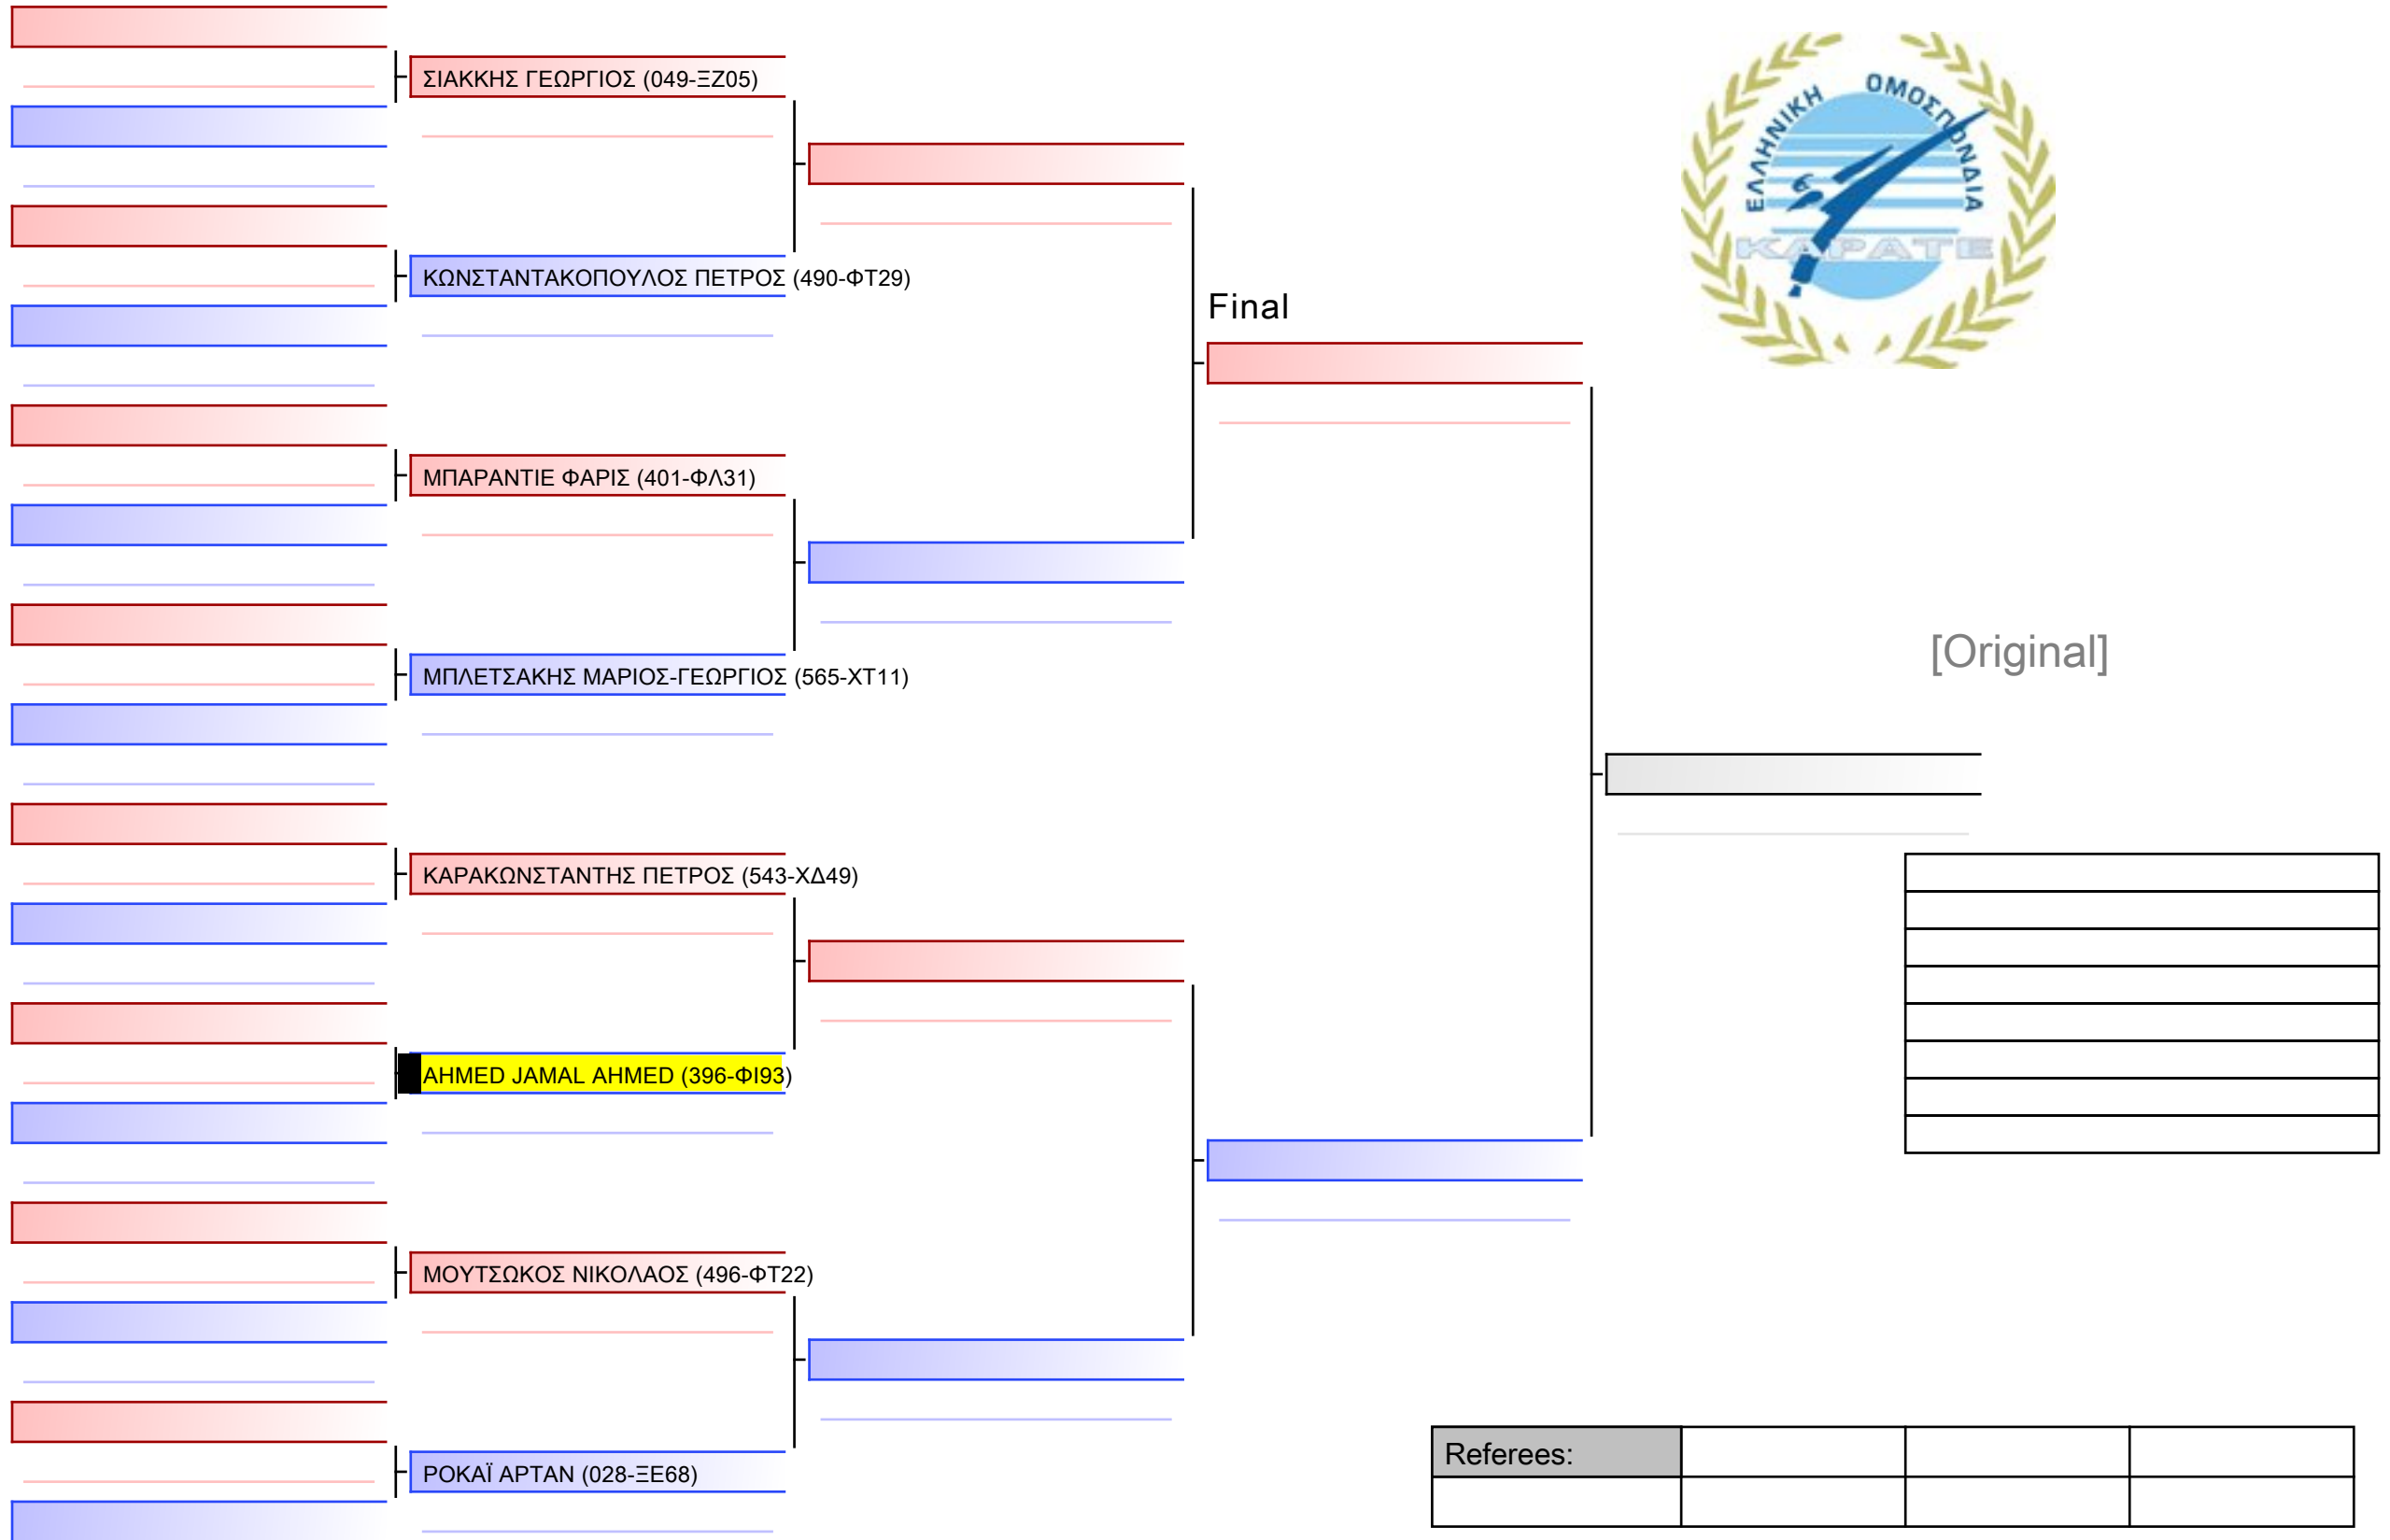 ΣΙΑΚΚΗΣ ΓΕΩΡΓΙΟΣ (049-ΞΖ05)
ΚΩΝΣΤΑΝΤΑΚΟΠΟΥΛΟΣ ΠΕΤΡΟΣ (490-ΦΤ29)
ΜΠΑΡΑΝΤΙΕ ΦΑΡΙΣ (401-ΦΛ31)
ΜΠΛΕΤΣΑΚΗΣ ΜΑΡΙΟΣ-ΓΕΩΡΓΙΟΣ (565-ΧΤ11)
ΚΑΡΑΚΩΝΣΤΑΝΤΗΣ ΠΕΤΡΟΣ (543-ΧΔ49)
AHMED JAMAL AHMED (396-ΦΙ93)
ΜΟΥΤΣΩΚΟΣ ΝΙΚΟΛΑΟΣ (496-ΦΤ22)
ΡΟΚΑΪ ΑΡΤΑΝ (028-ΞΕ68)
Final
ΕΛΛΗΝΙΚΗ ΟΜΟΣΠΟΝΔΙΑ
ΚΑΡΑΤΕ
[Original]
Referees: